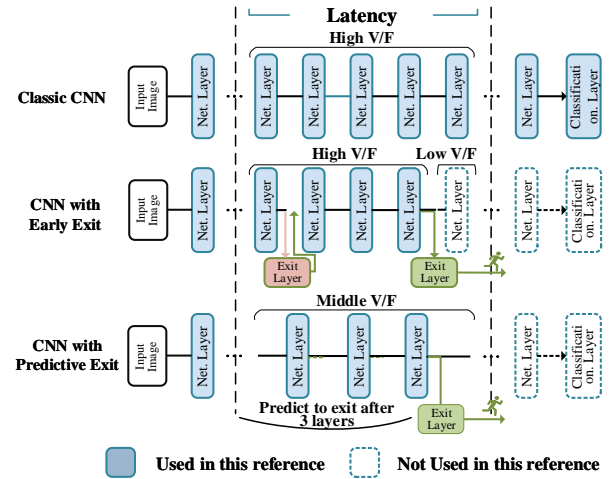 Latency
High V/F
Classic CNN
Input
Image
Net. Layer
...
Net. Layer
Net. Layer
Net. Layer
Net. Layer
Net. Layer
...
Net. Layer
Classificati
on. Layer
High V/F
Low V/F
CNN with
Early Exit
Input
Image
Net. Layer
...
Net. Layer
Net. Layer
Net. Layer
Net. Layer
Net. Layer
...
Net. Layer
Classificati
on. Layer
Exit
Layer
Exit
Layer
Middle V/F
CNN with
Predictive Exit
Input
Image
Net. Layer
...
Net. Layer
Net. Layer
Net. Layer
...
Net. Layer
Classificati
on. Layer
Predict to exit after
3 layers
Exit
Layer
Used in this reference
Not Used in this reference